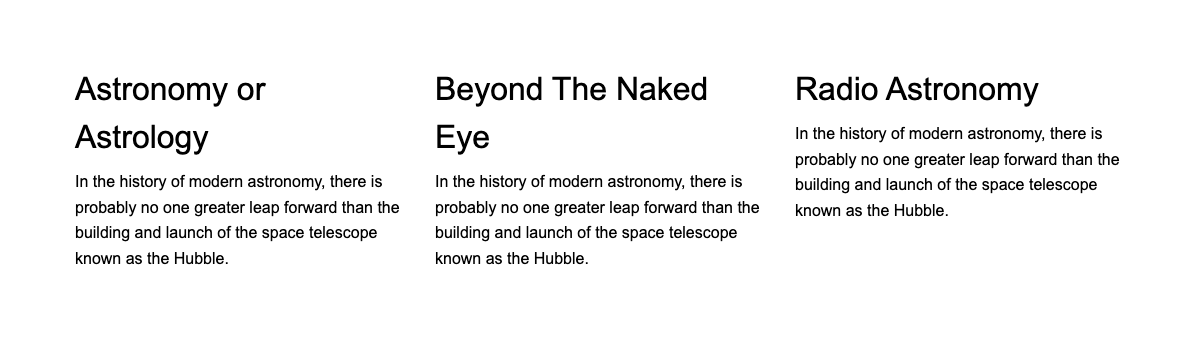 Astronomy or
Astrology
In the history of modern astronomy, there is
probably no one greater leap forward than the
building and launch of the space telescope
known as the Hubble.
Beyond The Naked
Eye
In the history of modern astronomy, there is
probably no one greater leap forward than the
building and launch of the space telescope
known as the Hubble.
Radio Astronomy
In the history of modern astronomy, there is
probably no one greater leap forward than the
building and launch of the space telescope
known as the Hubble.